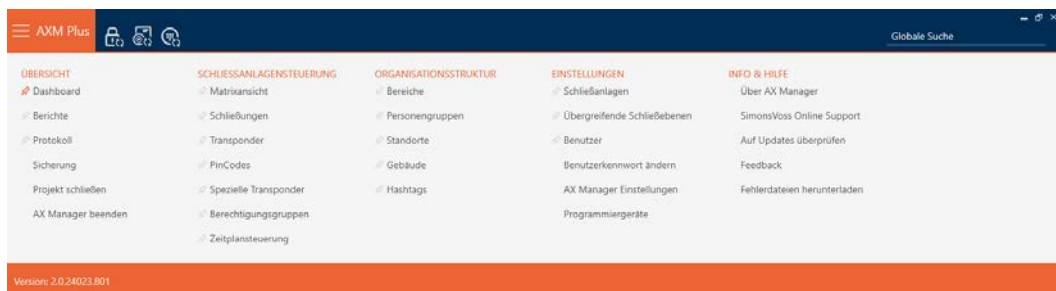 AXM Plus
Globale Suche
ÜBERSICHT
Dashboard
Berichte
Protokoll
Sicherung
Projekt schließen
AX Manager beenden
SCHLIESSANLAGENSTEUERUNG
Matrixansicht
Schließungen
Transponder
PinCodes
Spezielle Transponder
Berechtigungsgruppen
Zeitplansteuerung
ORGANISATIONSSTRUKTUR
Bereiche
Personengruppen
Standorte
Gebäude
Hashtags
EINSTELLUNGEN
Schließanlagen
Übergreifende Schließebenen
Benutzer
Benutzerkennwort ändern
AX Manager Einstellungen
Programmiergeräte
INFO & HILFE
Über AX Manager
SimonsVoss Online Support
Auf Updates überprüfen
Feedback
Fehlerdateien herunterladen
Version: 2.0.24023.801